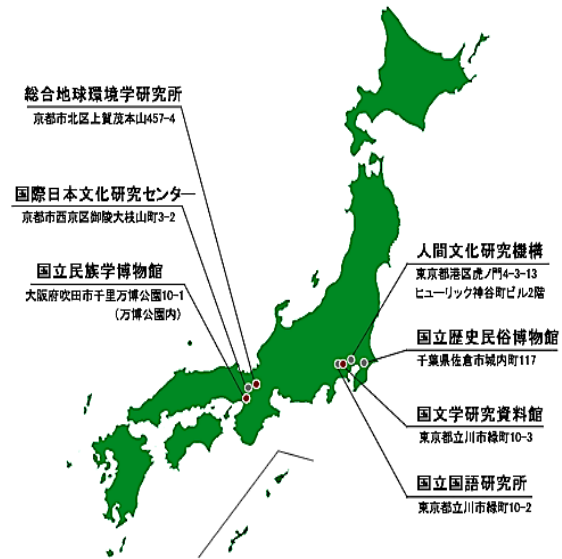 総合地球環境学研究所
京都市北区上賀茂本山457-4
国際日本文化研究センター
京都市西京区御陵大枝山町3-2
国立民族学博物館
大阪府吹田市千里万博公園10-1
(万博公園内)
人間文化研究機構
東京都港区虎ノ門4-3-13
ヒューリック神谷町ビル2階
国立歴史民俗博物館
千葉県佐倉市城内町117
国文学研究資料館
東京都立川市緑町10-3
国立国語研究所
東京都立川市緑町10-2